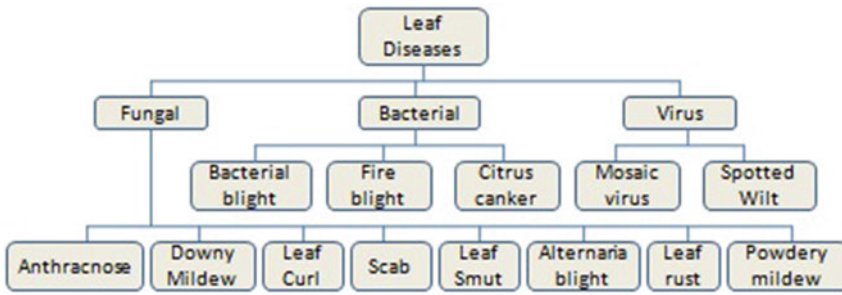 Leaf
Diseases
Fungal
Bacterial
Virus
Bacterial
blight
Fire
blight
Citrus
canker
Mosaic
virus
Spotted
Wilt
Anthracnose
Downy
Mildew
Leaf
Curl
Scab
Leaf
Smut
Alternaria
blight
Leaf
rust
Powdery
mildew